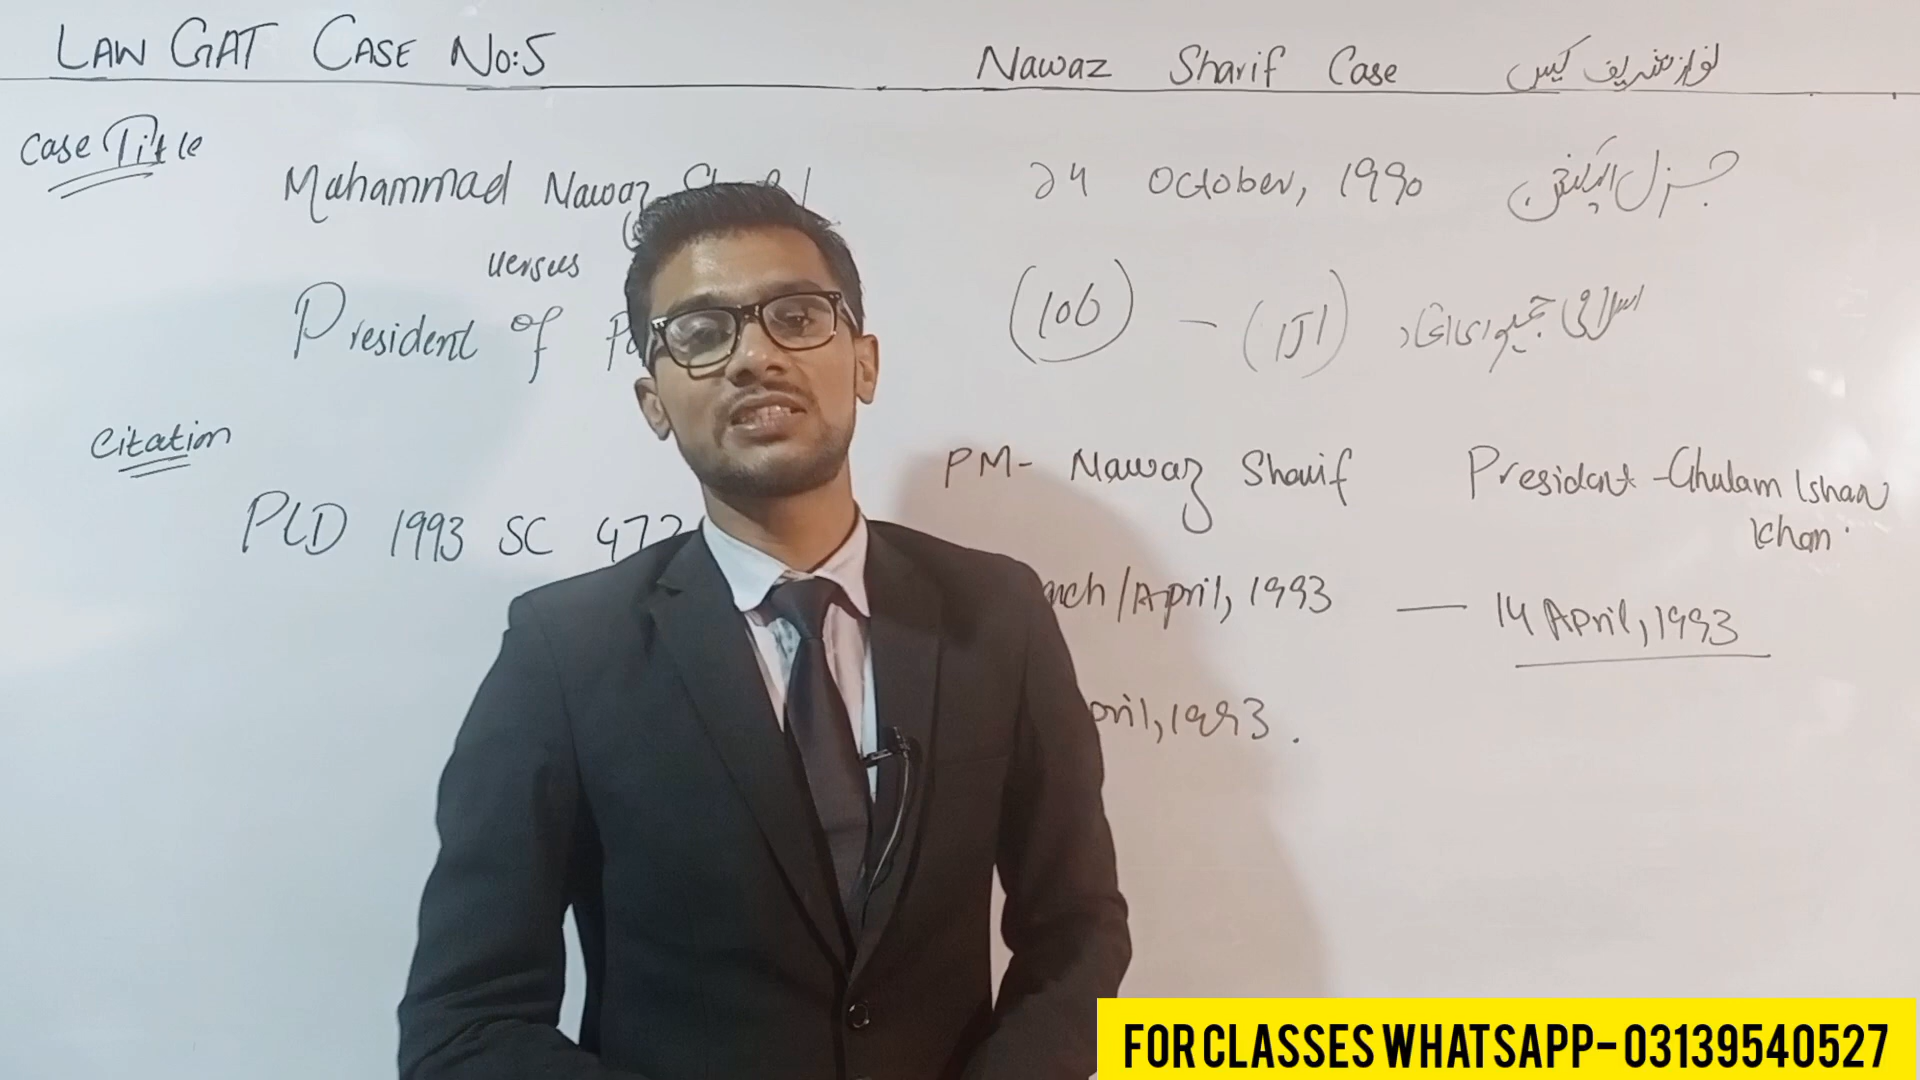 LAW GAT CASE NO:5
Nawaz Sharif Case نواز شریف کیس
Case Title
Muhammad Nawaz
versus
President of
Citation
PLD 1993 SC 473
24 October, 1990 جنرل الیکشن
(106) - (IJI) اسلامی جمہوری اتحاد
PM- Nawaz Sharif President -Ghulam Ishaq
Khan.
/April, 1993 — 14 April, 1993
1993.
FOR CLASSES WHATSAPP- 03139540527